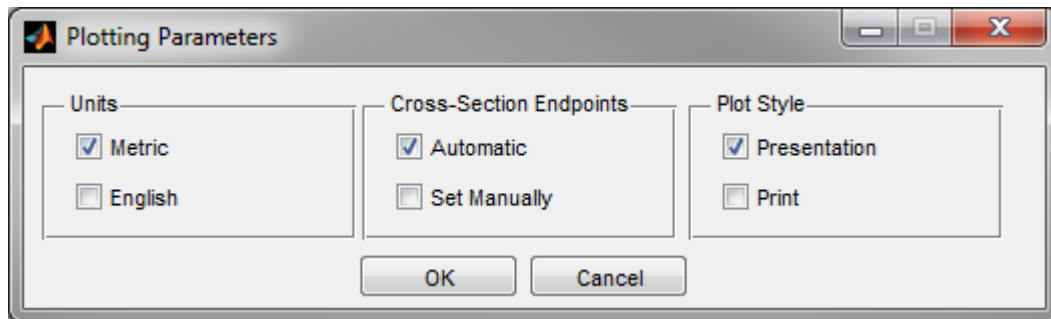 Plotting Parameters
Units
Metric
English
Cross-Section Endpoints
Automatic
Set Manually
Plot Style
Presentation
Print
OK
Cancel